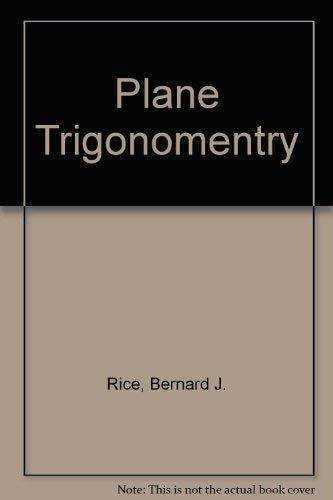 Plane
Trigonomentry
Rice, Bernard J.
Note: This is not the actual book cover